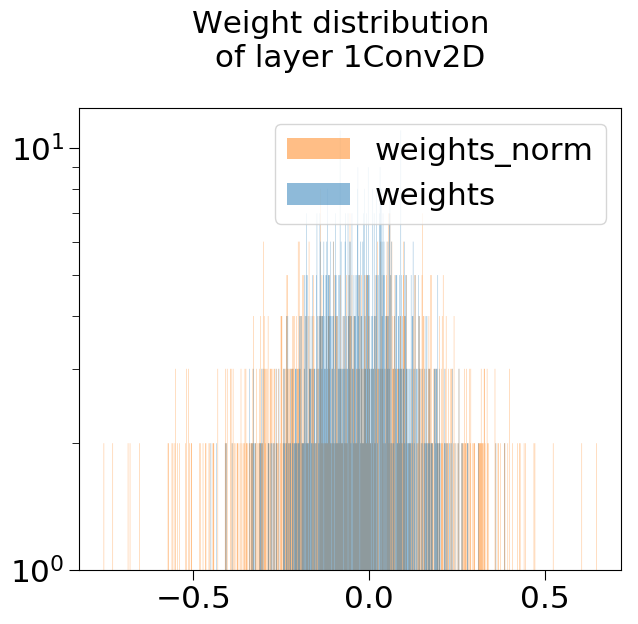 Weight distribution
of layer 1Conv2D
weights_norm
weights
10¹
10⁰
−0.5
0.0
0.5